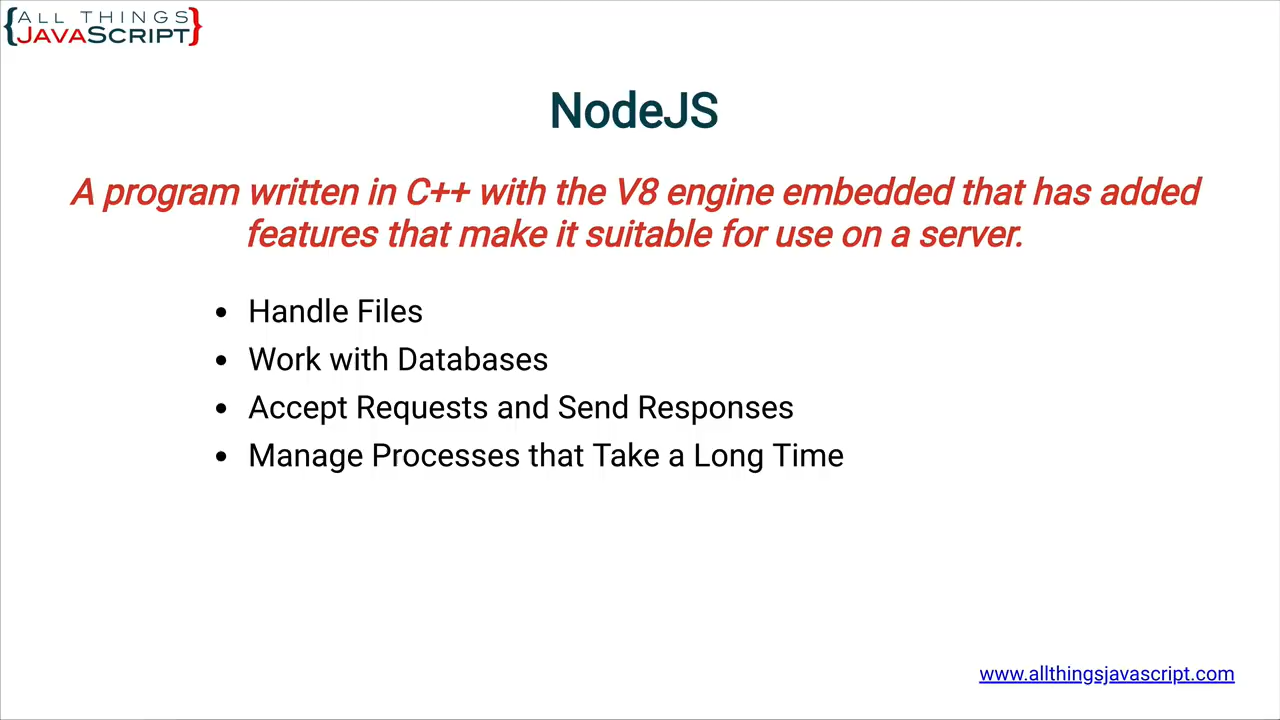 {ALL THINGS
JAVASCRIPT}
NodeJS
A program written in C++ with the V8 engine embedded that has added
features that make it suitable for use on a server.
• Handle Files
• Work with Databases
• Accept Requests and Send Responses
• Manage Processes that Take a Long Time
www.allthingsjavascript.com